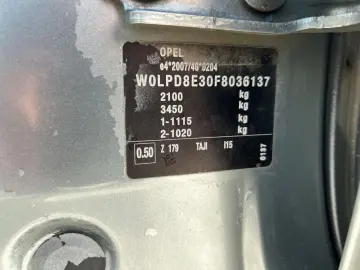 OPEL
e4*2007/46*0204
W0LPD8E30F8036137
2100 kg
3450 kg
1-1115 kg
2-1020 kg
0.50 Z 179 TAJI I15
6137